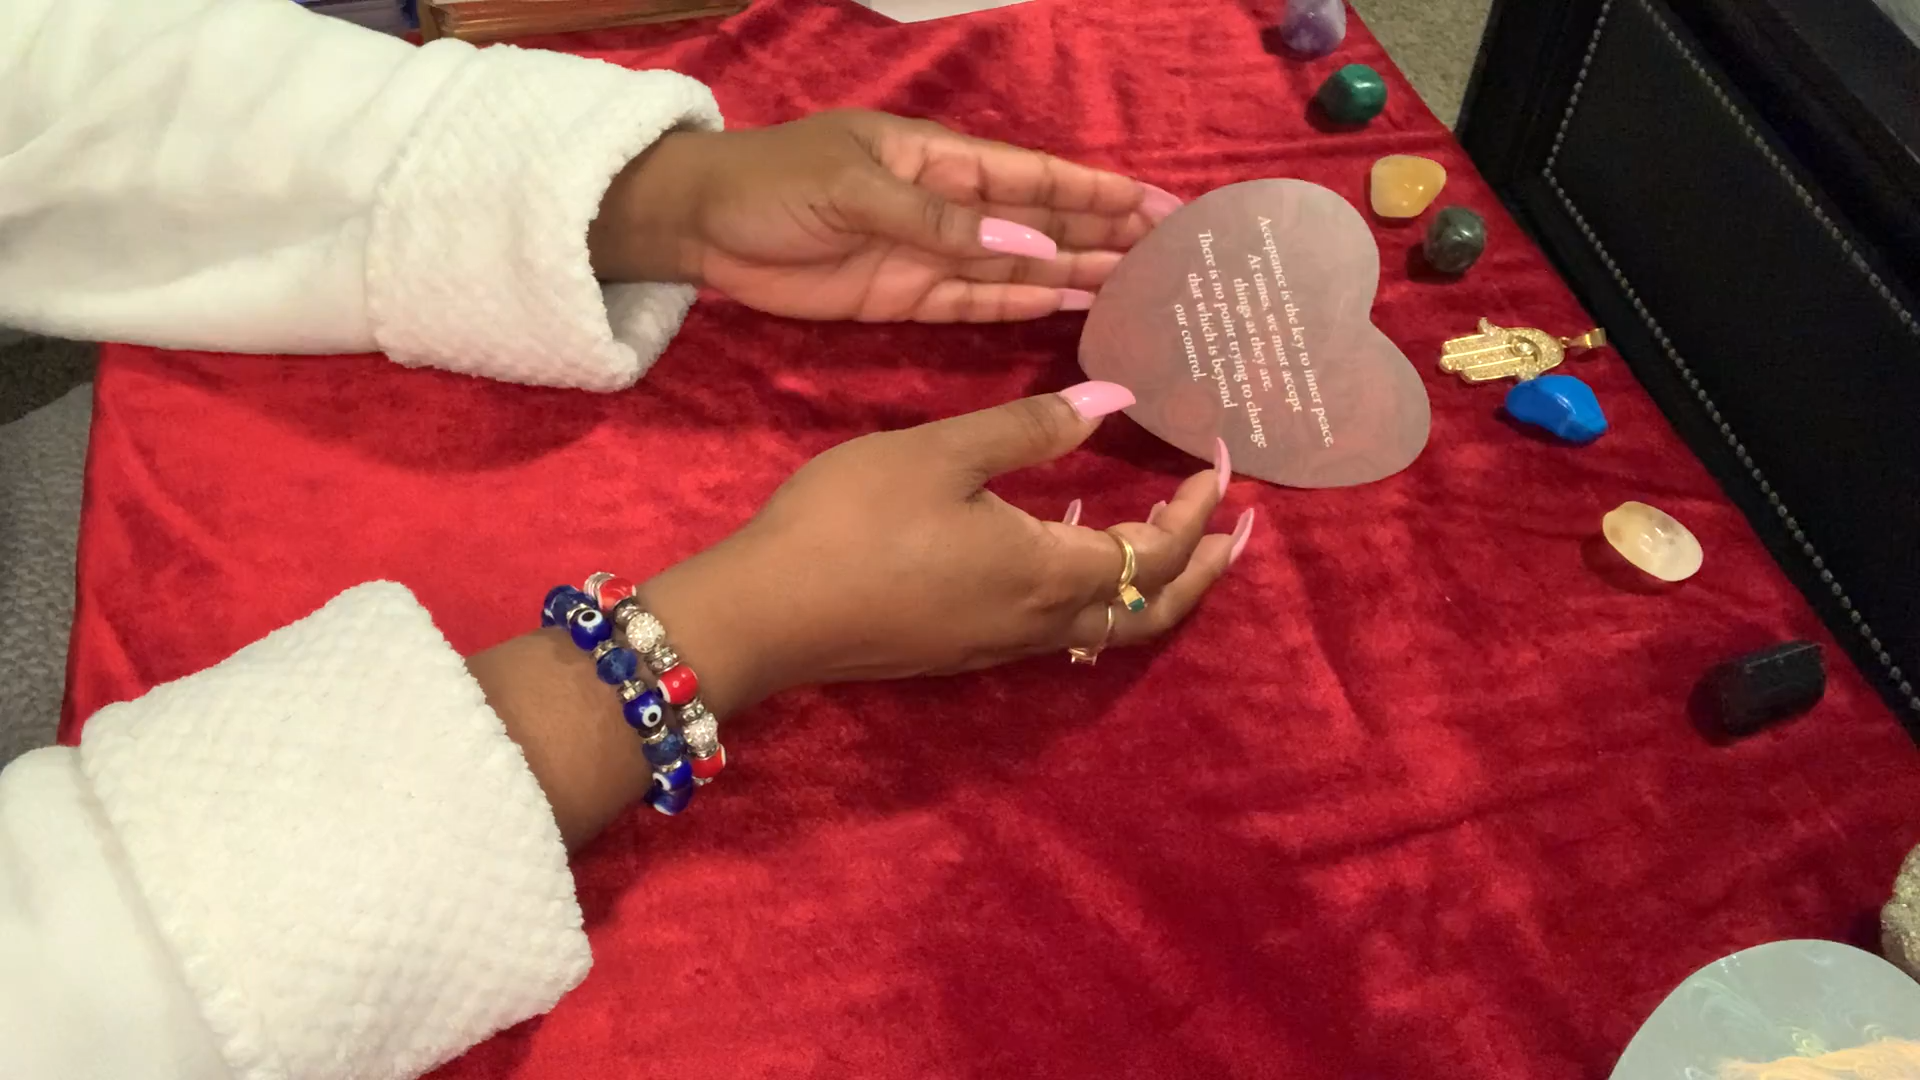 Acceptance is the key to inner peace.
At times, we must accept
things as they are.
There is no point trying to change
that which is beyond
our control.